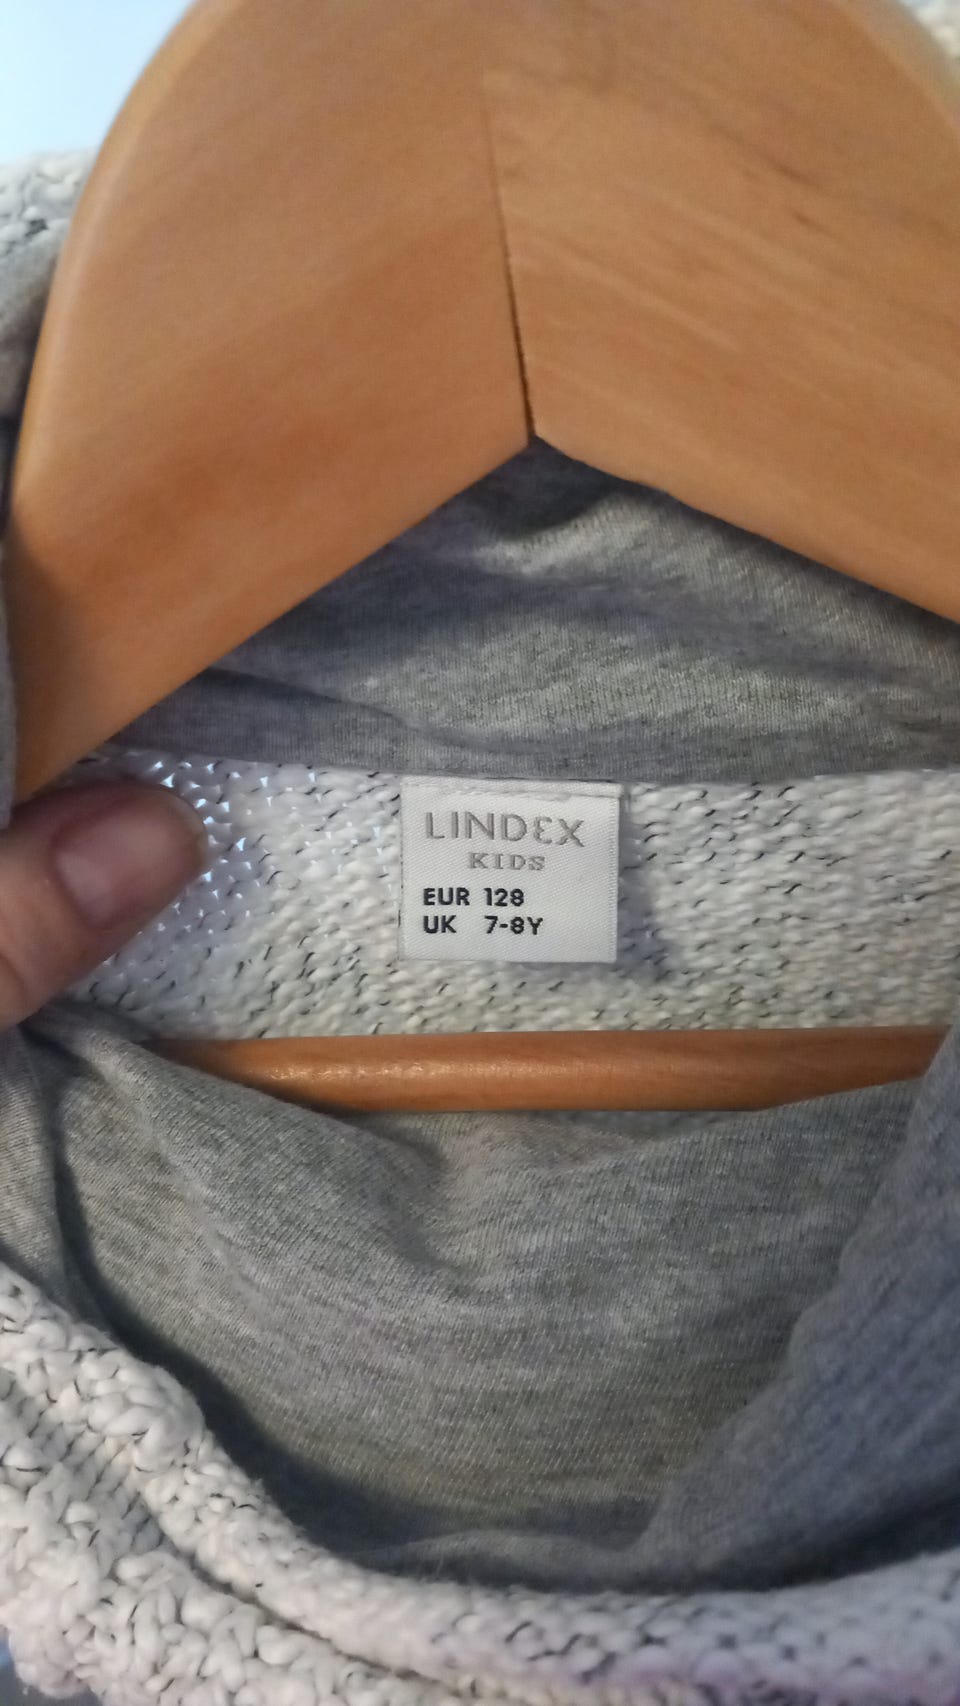 LINDEX
KIDS
EUR 128
UK 7-8Y